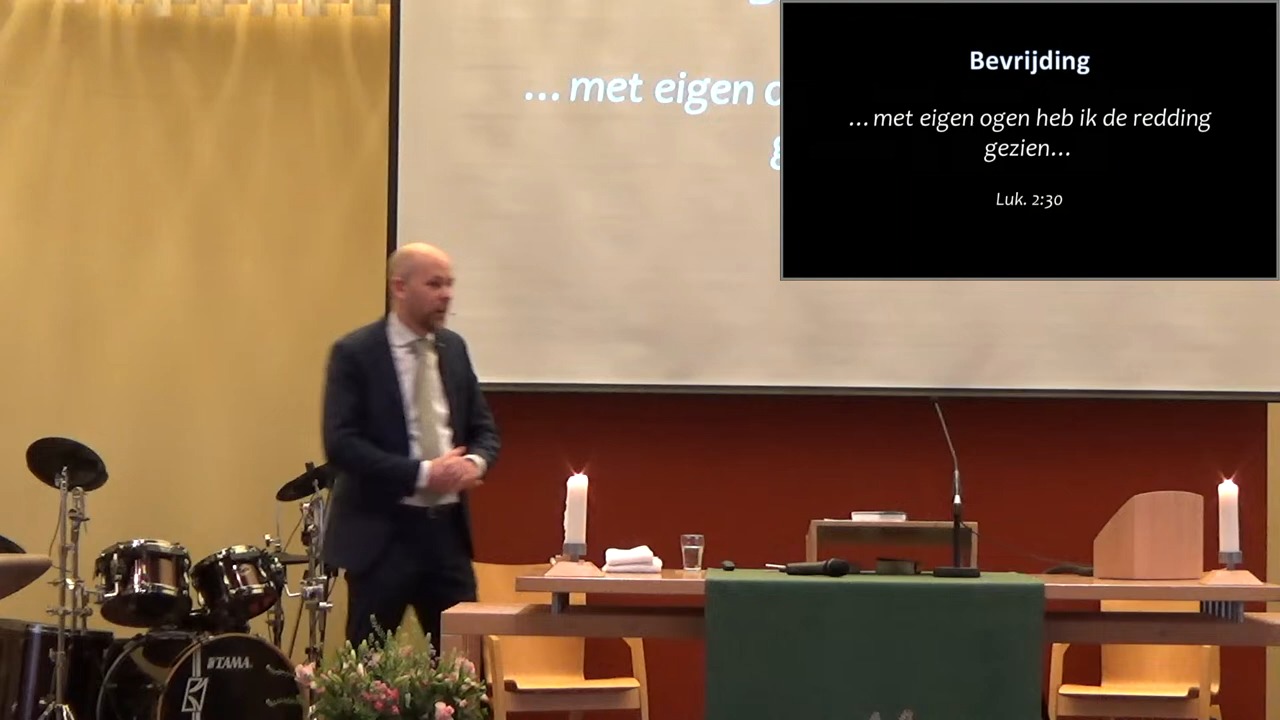 Bevrijding
…met eigen ogen heb ik de redding
gezien…
Luk. 2:30
…met eigen
TAMA